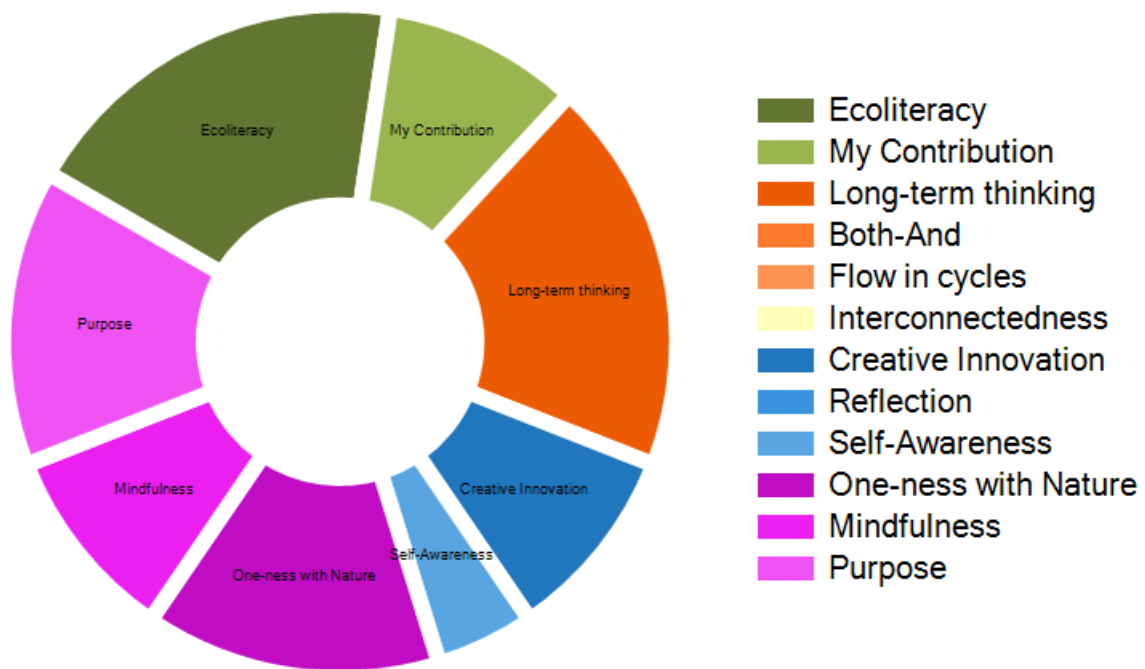 Ecoliteracy
My Contribution
Long-term thinking
Purpose
Mindfulness
Creative Innovation
Self-Awareness
One-ness with Nature
Ecoliteracy
My Contribution
Long-term thinking
Both-And
Flow in cycles
Interconnectedness
Creative Innovation
Reflection
Self-Awareness
One-ness with Nature
Mindfulness
Purpose